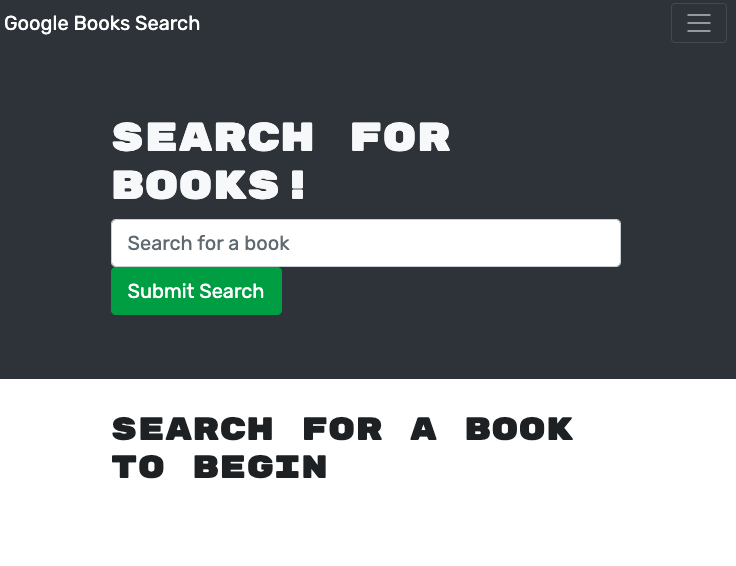 Google Books Search
SEARCH FOR
BOOKS!
Search for a book
Submit Search
SEARCH FOR A BOOK
TO BEGIN